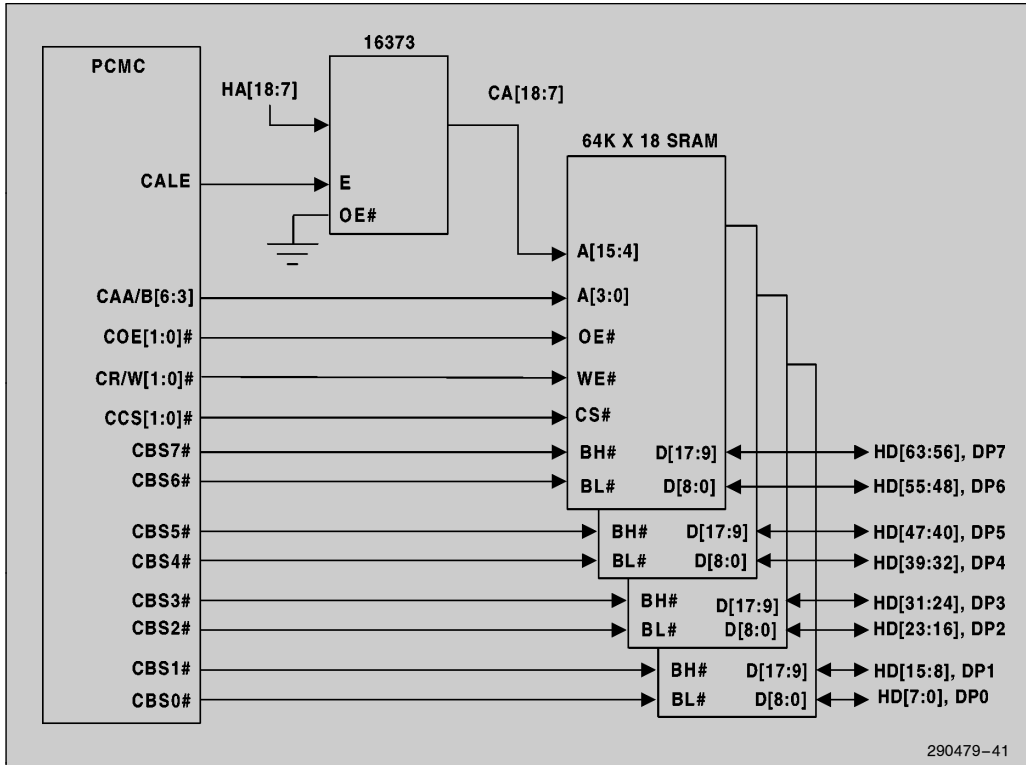 16373
PCMC
HA[18:7]
CA[18:7]
64K X 18 SRAM
CALE
E
OE#
A[15:4]
CAA/B[6:3]
A[3:0]
COE[1:0]#
OE#
CR/W[1:0]#
WE#
CCS[1:0]#
CS#
CBS7#
BH#
D[17:9]
HD[63:56], DP7
CBS6#
BL#
D[8:0]
HD[55:48], DP6
CBS5#
BH#
D[17:9]
HD[47:40], DP5
CBS4#
BL#
D[8:0]
HD[39:32], DP4
CBS3#
BH#
D[17:9]
HD[31:24], DP3
CBS2#
BL#
D[8:0]
HD[23:16], DP2
CBS1#
BH#
D[17:9]
HD[15:8], DP1
CBS0#
BL#
D[8:0]
HD[7:0], DP0
290479–41